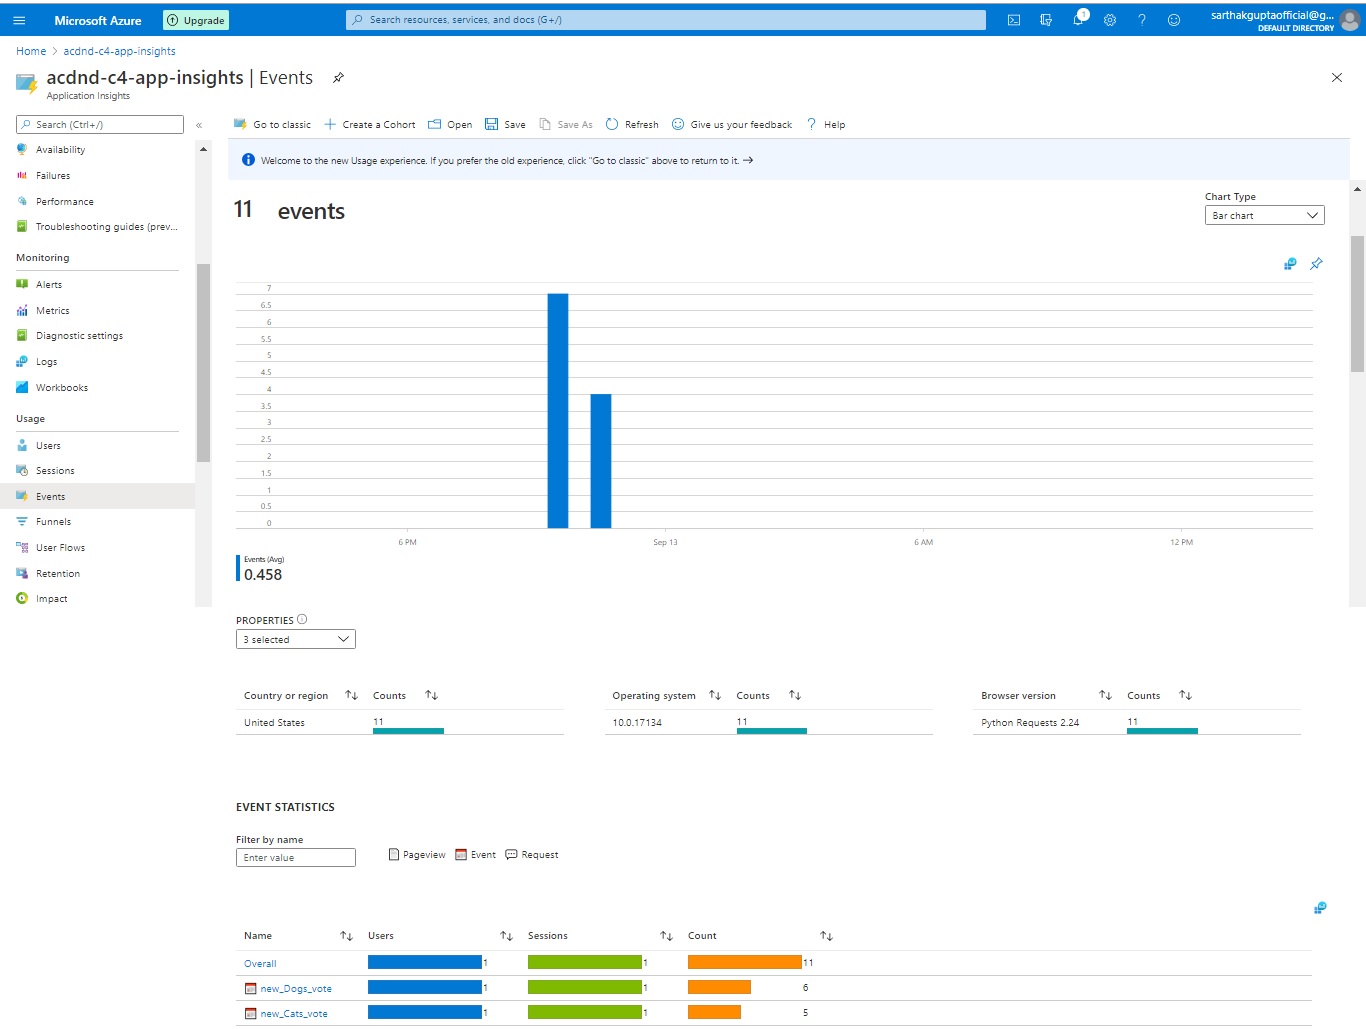 Microsoft Azure
Upgrade
Search resources, services, and docs (G+/)
1
sarthakguptaofficial@g...
DEFAULT DIRECTORY
Home > acdnd-c4-app-insights
acdnd-c4-app-insights | Events
Application Insights
Search (Ctrl+/)
«
Go to classic
Create a Cohort
Open
Save
Save As
Refresh
Give us your feedback
? Help
Availability
Failures
Performance
Troubleshooting guides (prev...
Monitoring
Alerts
Metrics
Diagnostic settings
Logs
Workbooks
Usage
Users
Sessions
Events
Funnels
User Flows
Retention
Impact
Welcome to the new Usage experience. If you prefer the old experience, click "Go to classic" above to return to it. →
11 events
Chart Type
Bar chart
7
6.5
6
5.5
5
4.5
4
3.5
3
2.5
2
1.5
1
0.5
0
6 PM
Sep 13
6 AM
12 PM
Events (Avg)
0.458
PROPERTIES
3 selected
Country or region ↑↓ Counts ↑↓
United States 11
Operating system ↑↓ Counts ↑↓
10.0.17134 11
Browser version ↑↓ Counts ↑↓
Python Requests 2.24 11
EVENT STATISTICS
Filter by name
Enter value
Pageview
Event
Request
Name ↑↓ Users ↑↓ Sessions ↑↓ Count ↑↓
Overall 1 1 11
new_Dogs_vote 1 1 6
new_Cats_vote 1 1 5